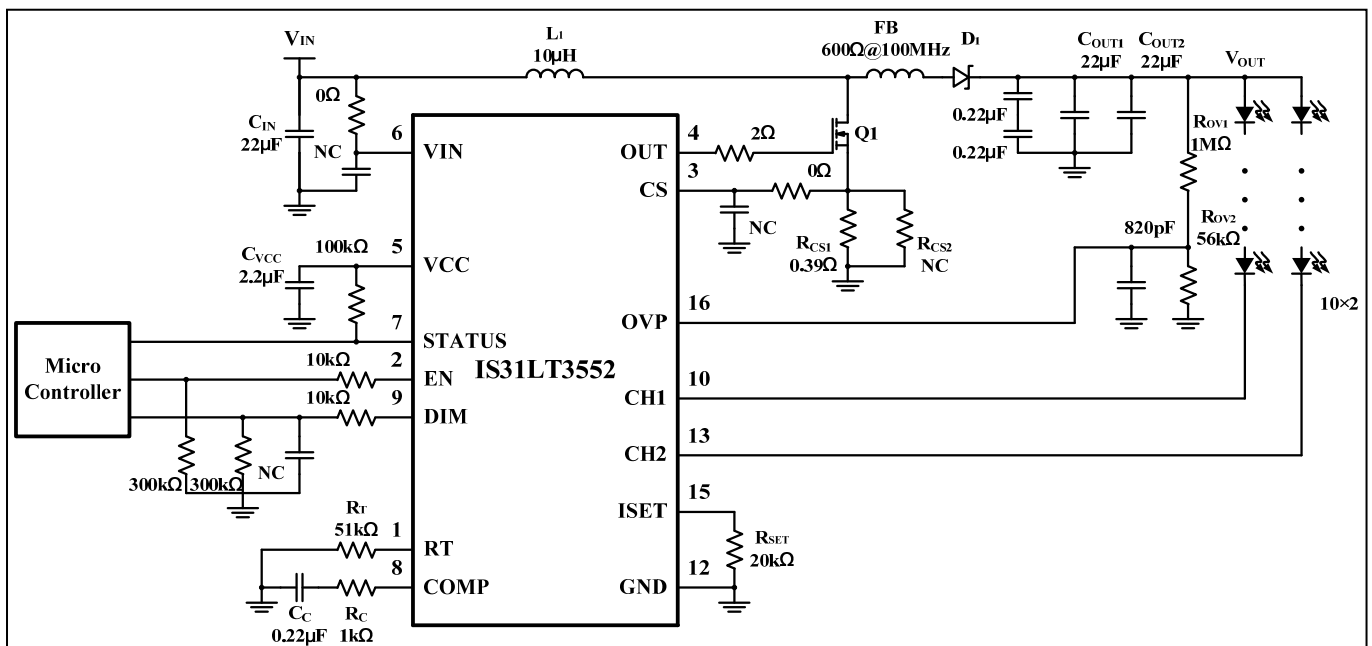 VIN
L1
10µH
FB
600Ω@100MHz
D1
COUT1
22µF
COUT2
22µF
VOUT
0Ω
CIN
22µF
NC
6
VIN
4
OUT
2Ω
Q1
0.22µF
0.22µF
ROV1
1MΩ
3
CS
0Ω
NC
RCS1
0.39Ω
RCS2
NC
820pF
ROV2
56kΩ
10×2
100kΩ
5
VCC
CVCC
2.2µF
16
OVP
7
STATUS
IS31LT3552
Micro
Controller
10kΩ
2
EN
10kΩ
9
DIM
10
CH1
13
CH2
300kΩ
300kΩ
NC
15
ISET
RSET
20kΩ
RT
51kΩ
1
RT
8
COMP
12
GND
CC
0.22µF
RC
1kΩ